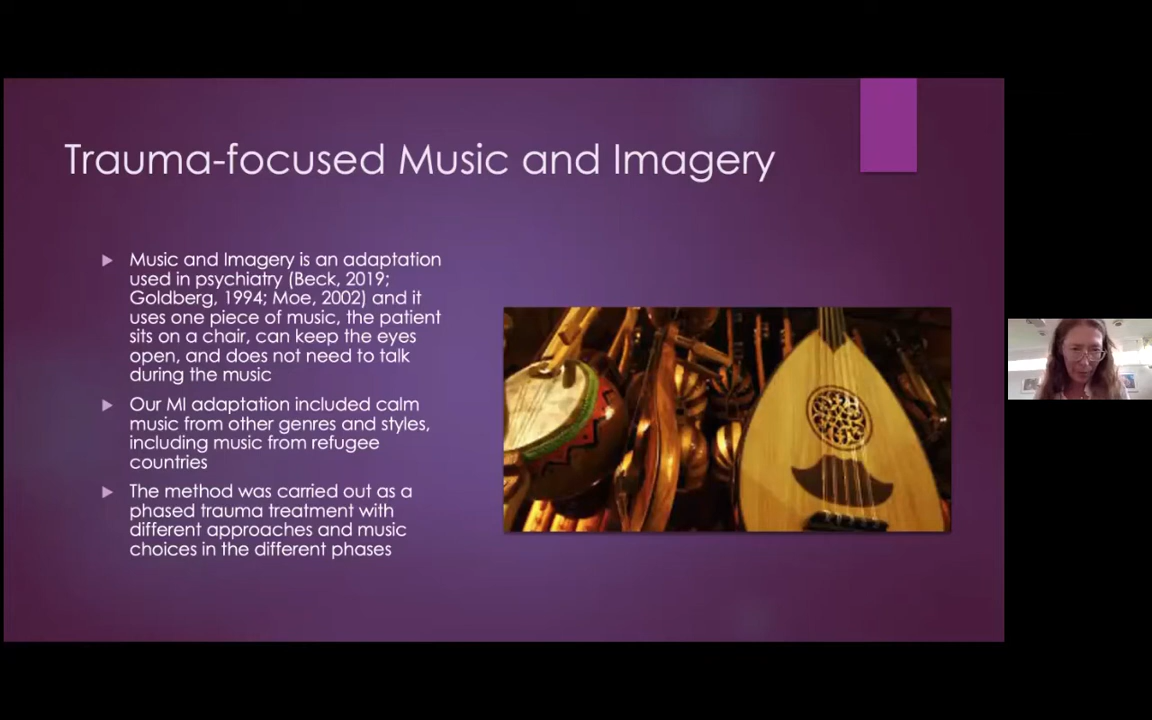 Trauma-focused Music and Imagery
Music and Imagery is an adaptation
used in psychiatry (Beck, 2019;
Goldberg, 1994; Moe, 2002) and it
uses one piece of music, the patient
sits on a chair, can keep the eyes
open, and does not need to talk
during the music
Our MI adaptation included calm
music from other genres and styles,
including music from refugee
countries
The method was carried out as a
phased trauma treatment with
different approaches and music
choices in the different phases